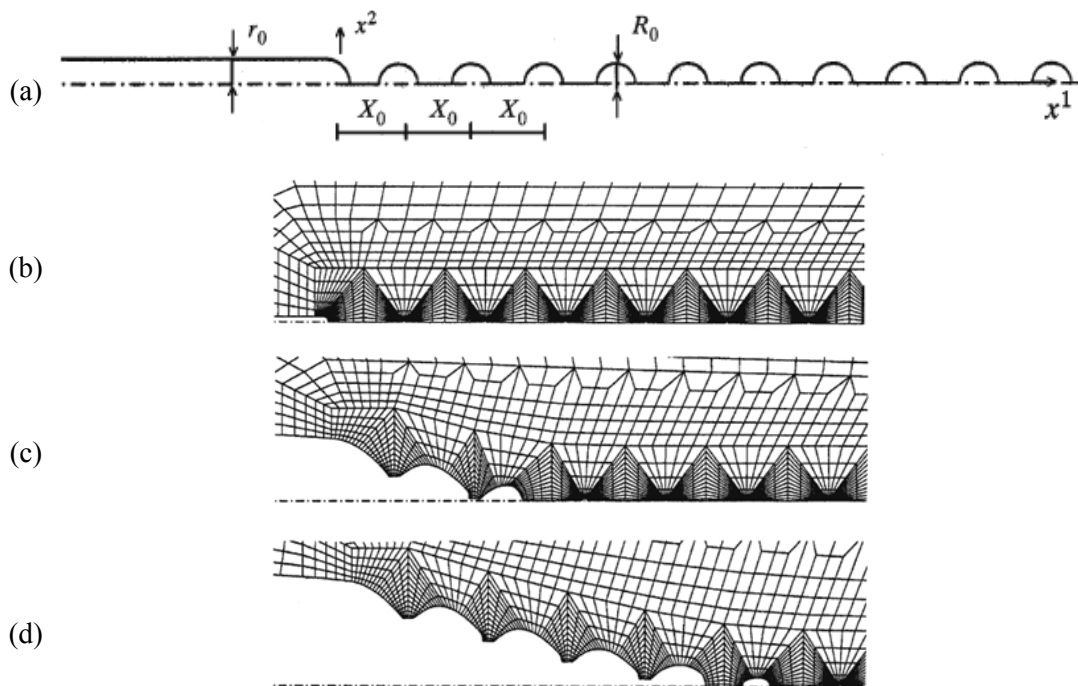 r₀ x² R₀
(a)
X₀ X₀ X₀ x¹
(b)
(c)
(d)